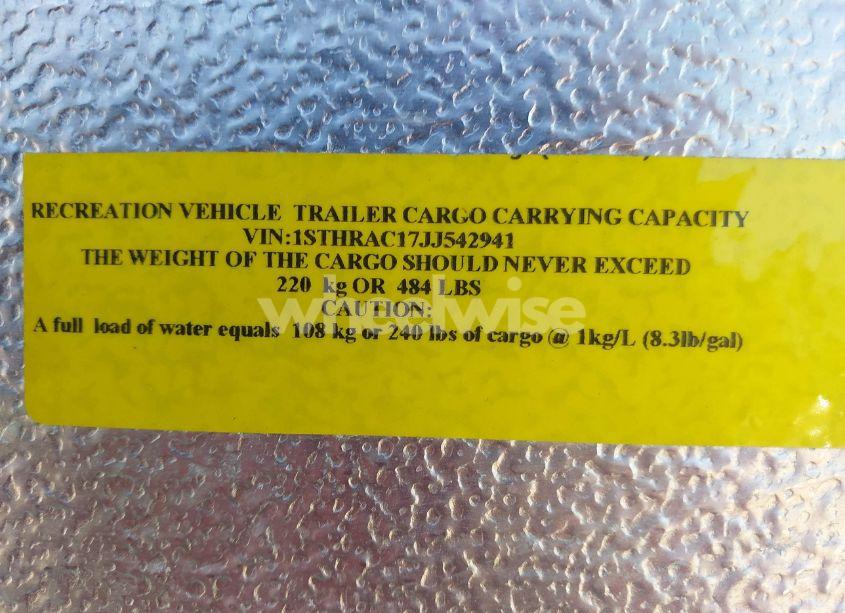 RECREATION VEHICLE TRAILER CARGO CARRYING CAPACITY
VIN:1STHRAC17JJ542941
THE WEIGHT OF THE CARGO SHOULD NEVER EXCEED
220 kg OR 484 LBS
wheelwise
CAUTION:
A full load of water equals 108 kg or 240 lbs of cargo @ 1kg/L (8.3lb/gal)